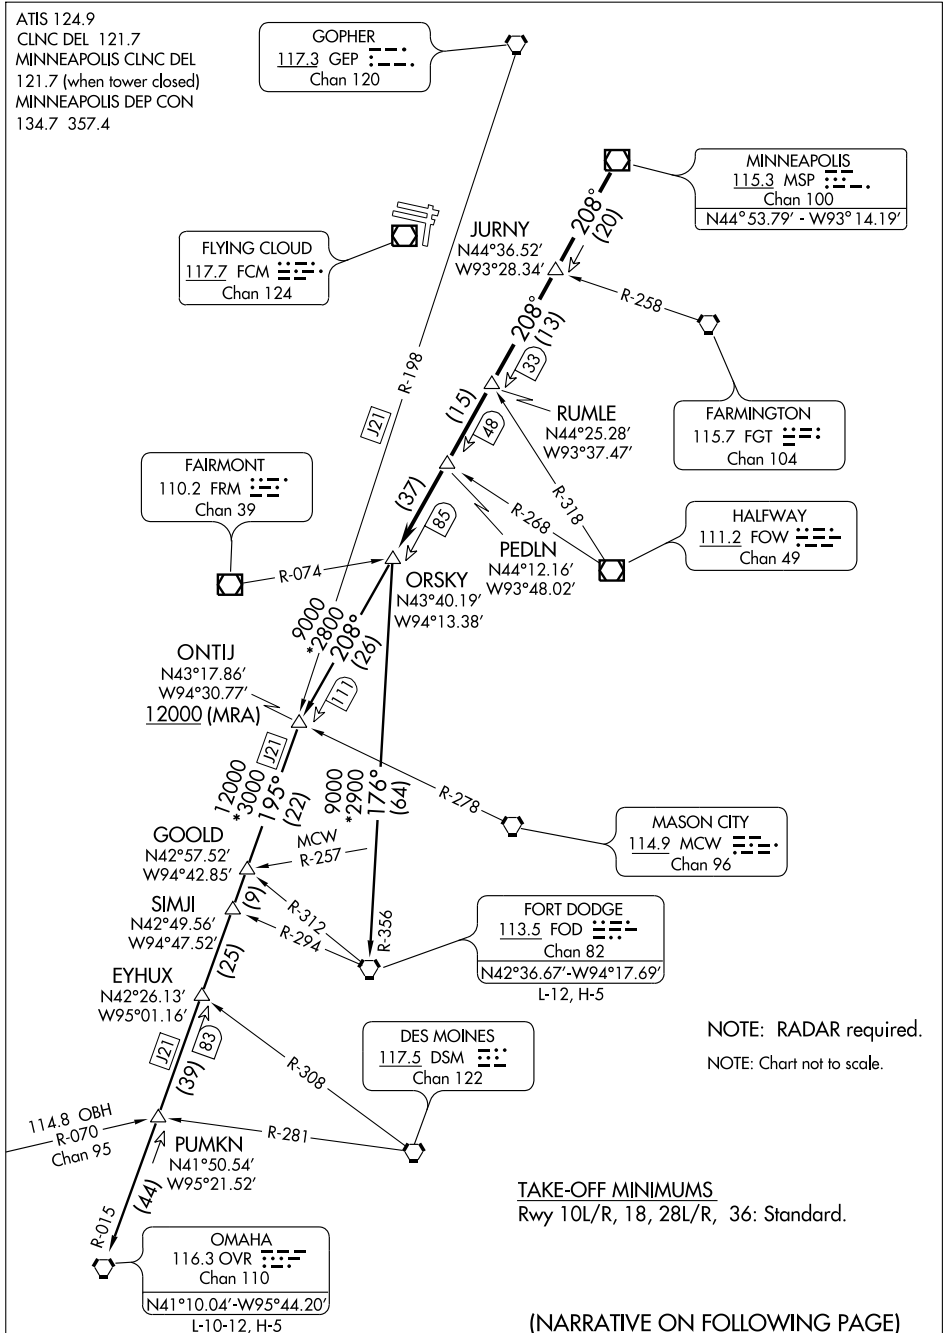 ATIS 124.9
CLNC DEL 121.7
MINNEAPOLIS CLNC DEL
121.7 (when tower closed)
MINNEAPOLIS DEP CON
134.7 357.4
GOPHER
117.3 GEP
Chan 120
MINNEAPOLIS
115.3 MSP
Chan 100
N44°53.79' - W93°14.19'
208°
(20)
JURNY
N44°36.52'
W93°28.34'
FLYING CLOUD
117.7 FCM
Chan 124
R-258
208°
(13)
R-198
33
J21
(15)
RUMLE
N44°25.28'
W93°37.47'
FARMINGTON
115.7 FGT
Chan 104
48
FAIRMONT
110.2 FRM
Chan 39
(37)
R-318
R-268
85
HALFWAY
111.2 FOW
Chan 49
PEDLN
N44°12.16'
W93°48.02'
R-074
ORSKY
N43°40.19'
W94°13.38'
9000
*2800
208°
(26)
ONTIJ
N43°17.86'
W94°30.77'
12000 (MRA)
111
J21
12000
*3000
195°
(22)
9000
*2900
176°
(64)
R-278
MASON CITY
114.9 MCW
Chan 96
MCW
R-257
GOOLD
N42°57.52'
W94°42.85'
(9)
SIMJI
N42°49.56'
W94°47.52'
R-312
R-294
R-356
FORT DODGE
113.5 FOD
Chan 82
N42°36.67'-W94°17.69'
L-12, H-5
(25)
EYHUX
N42°26.13'
W95°01.16'
83
J21
(39)
R-308
DES MOINES
117.5 DSM
Chan 122
NOTE: RADAR required.
NOTE: Chart not to scale.
114.8 OBH
R-070
Chan 95
R-281
PUMKN
N41°50.54'
W95°21.52'
(44)
R-015
TAKE-OFF MINIMUMS
Rwy 10L/R, 18, 28L/R, 36: Standard.
OMAHA
116.3 OVR
Chan 110
N41°10.04'-W95°44.20'
L-10-12, H-5
(NARRATIVE ON FOLLOWING PAGE)